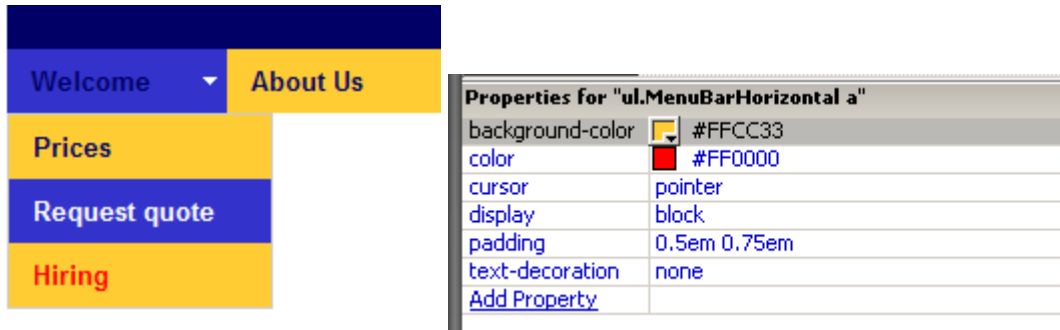 Welcome About Us
Prices
Request quote
Hiring
Properties for "ul.MenuBarHorizontal a"
background-color #FFCC33
color #FF0000
cursor pointer
display block
padding 0.5em 0.75em
text-decoration none
Add Property